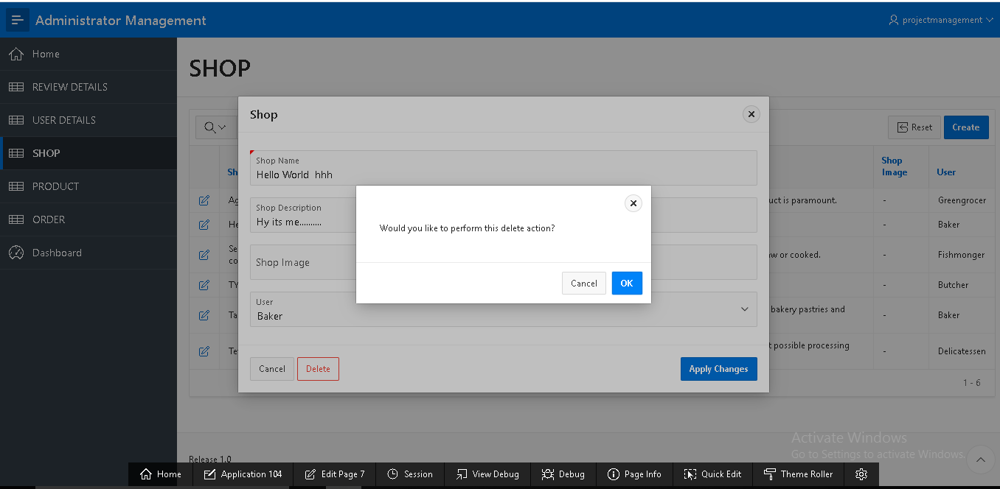 Administrator Management
projectmanagement
Home
REVIEW DETAILS
USER DETAILS
SHOP
PRODUCT
ORDER
Dashboard
SHOP
Reset
Create
Sh
Shop
Image
User
Ag
uct is paramount.
-
Greengrocer
He
-
Baker
Se
co
aw or cooked.
-
Fishmonger
TY
-
Butcher
Ta
bakery pastries and
-
Baker
Te
t possible processing
-
Delicatessen
1 - 6
Shop
Shop Name
Hello World  hhh
Shop Description
Hy its me..........
Shop Image
User
Baker
Cancel
Delete
Apply Changes
Would you like to perform this delete action?
Cancel
OK
Release 1.0
Activate Windows
Go to Settings to activate Windows.
Home
Application 104
Edit Page 7
Session
View Debug
Debug
Page Info
Quick Edit
Theme Roller